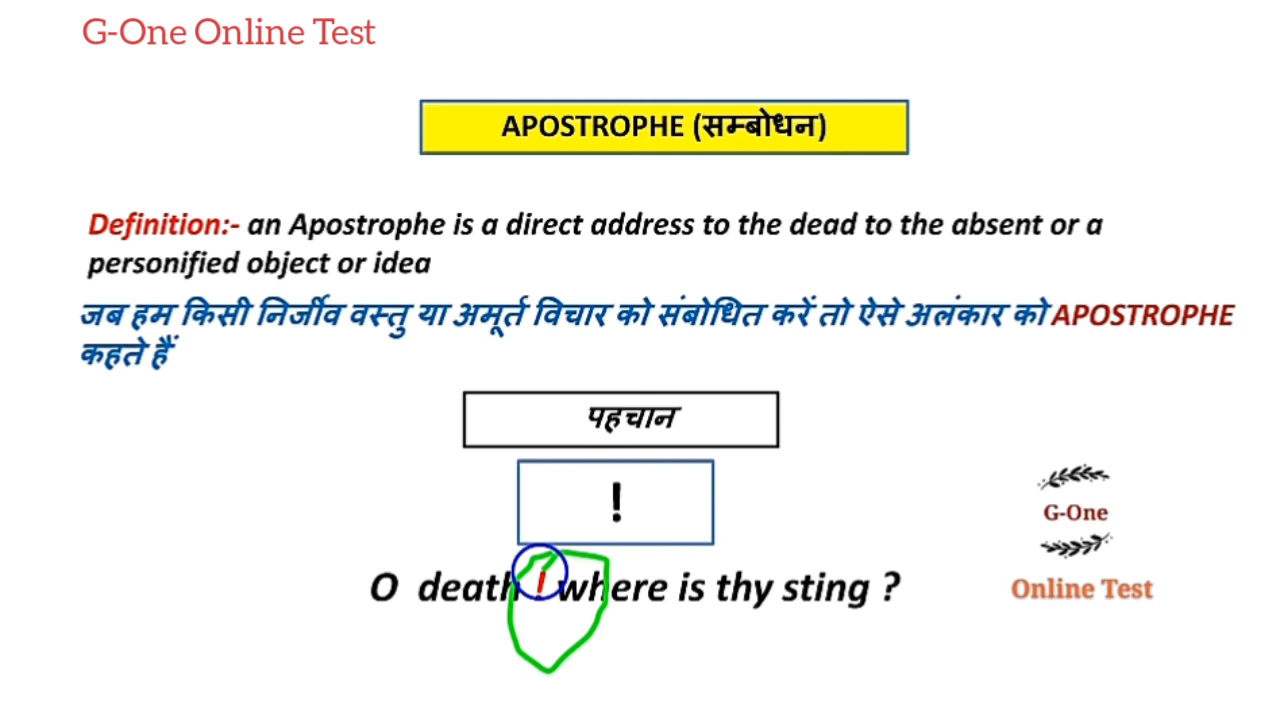 G-One Online Test
APOSTROPHE (सम्बोधन)
Definition:- an Apostrophe is a direct address to the dead to the absent or a
personified object or idea
जब हम किसी निर्जीव वस्तु या अमूर्त विचार को संबोधित करें तो ऐसे अलंकार को APOSTROPHE
कहते हैं
पहचान
!
O death ! where is thy sting ?
G-One
Online Test